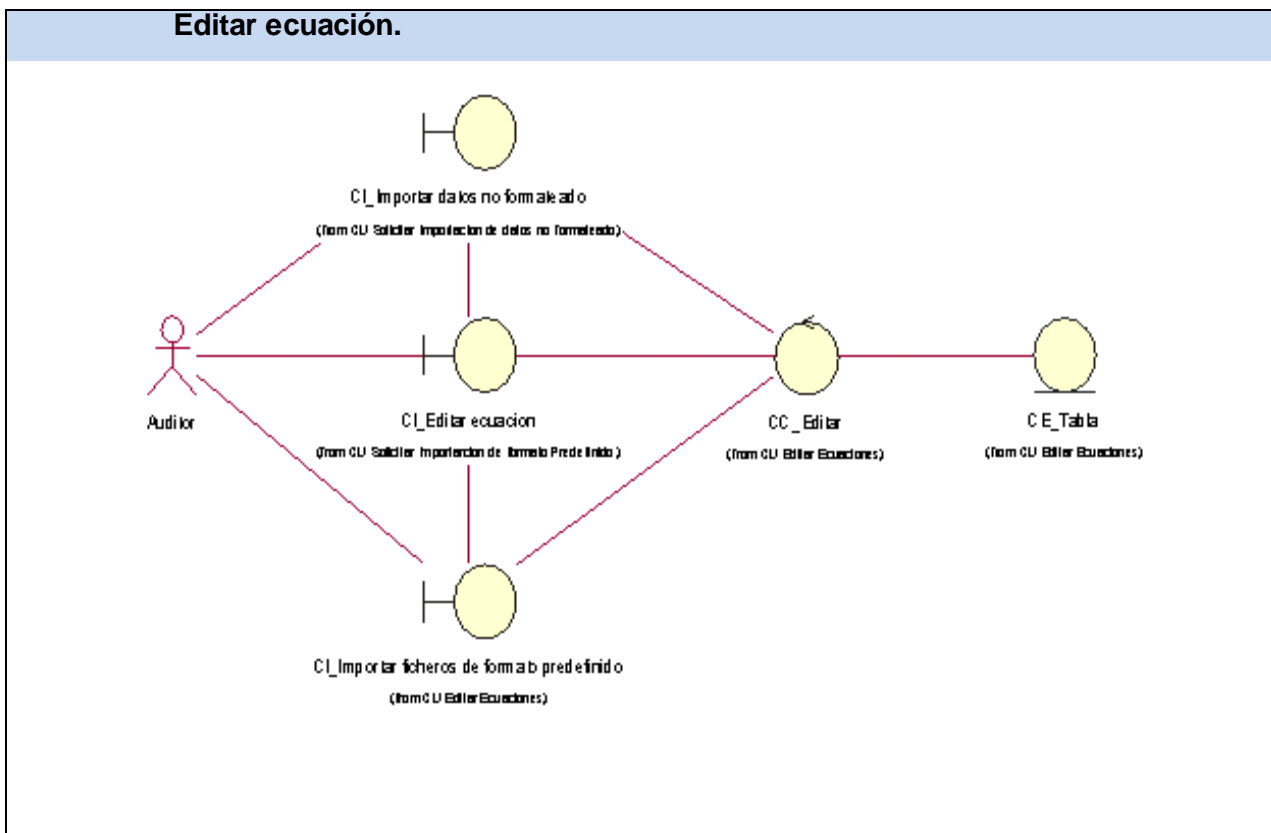 Editar ecuación.
CI_Importar datos no formateado
(from CU Solicitar Importacion de datos no formateado)
Auditor
CI_Editar ecuacion
(from CU Solicitar Importancion de formato Predefinido)
CC_Editar
(from CU Editar Ecuaciones)
CE_Tabla
(from CU Editar Ecuaciones)
CI_Importar ficheros de formato predefinido
(from CU Editar Ecuaciones)